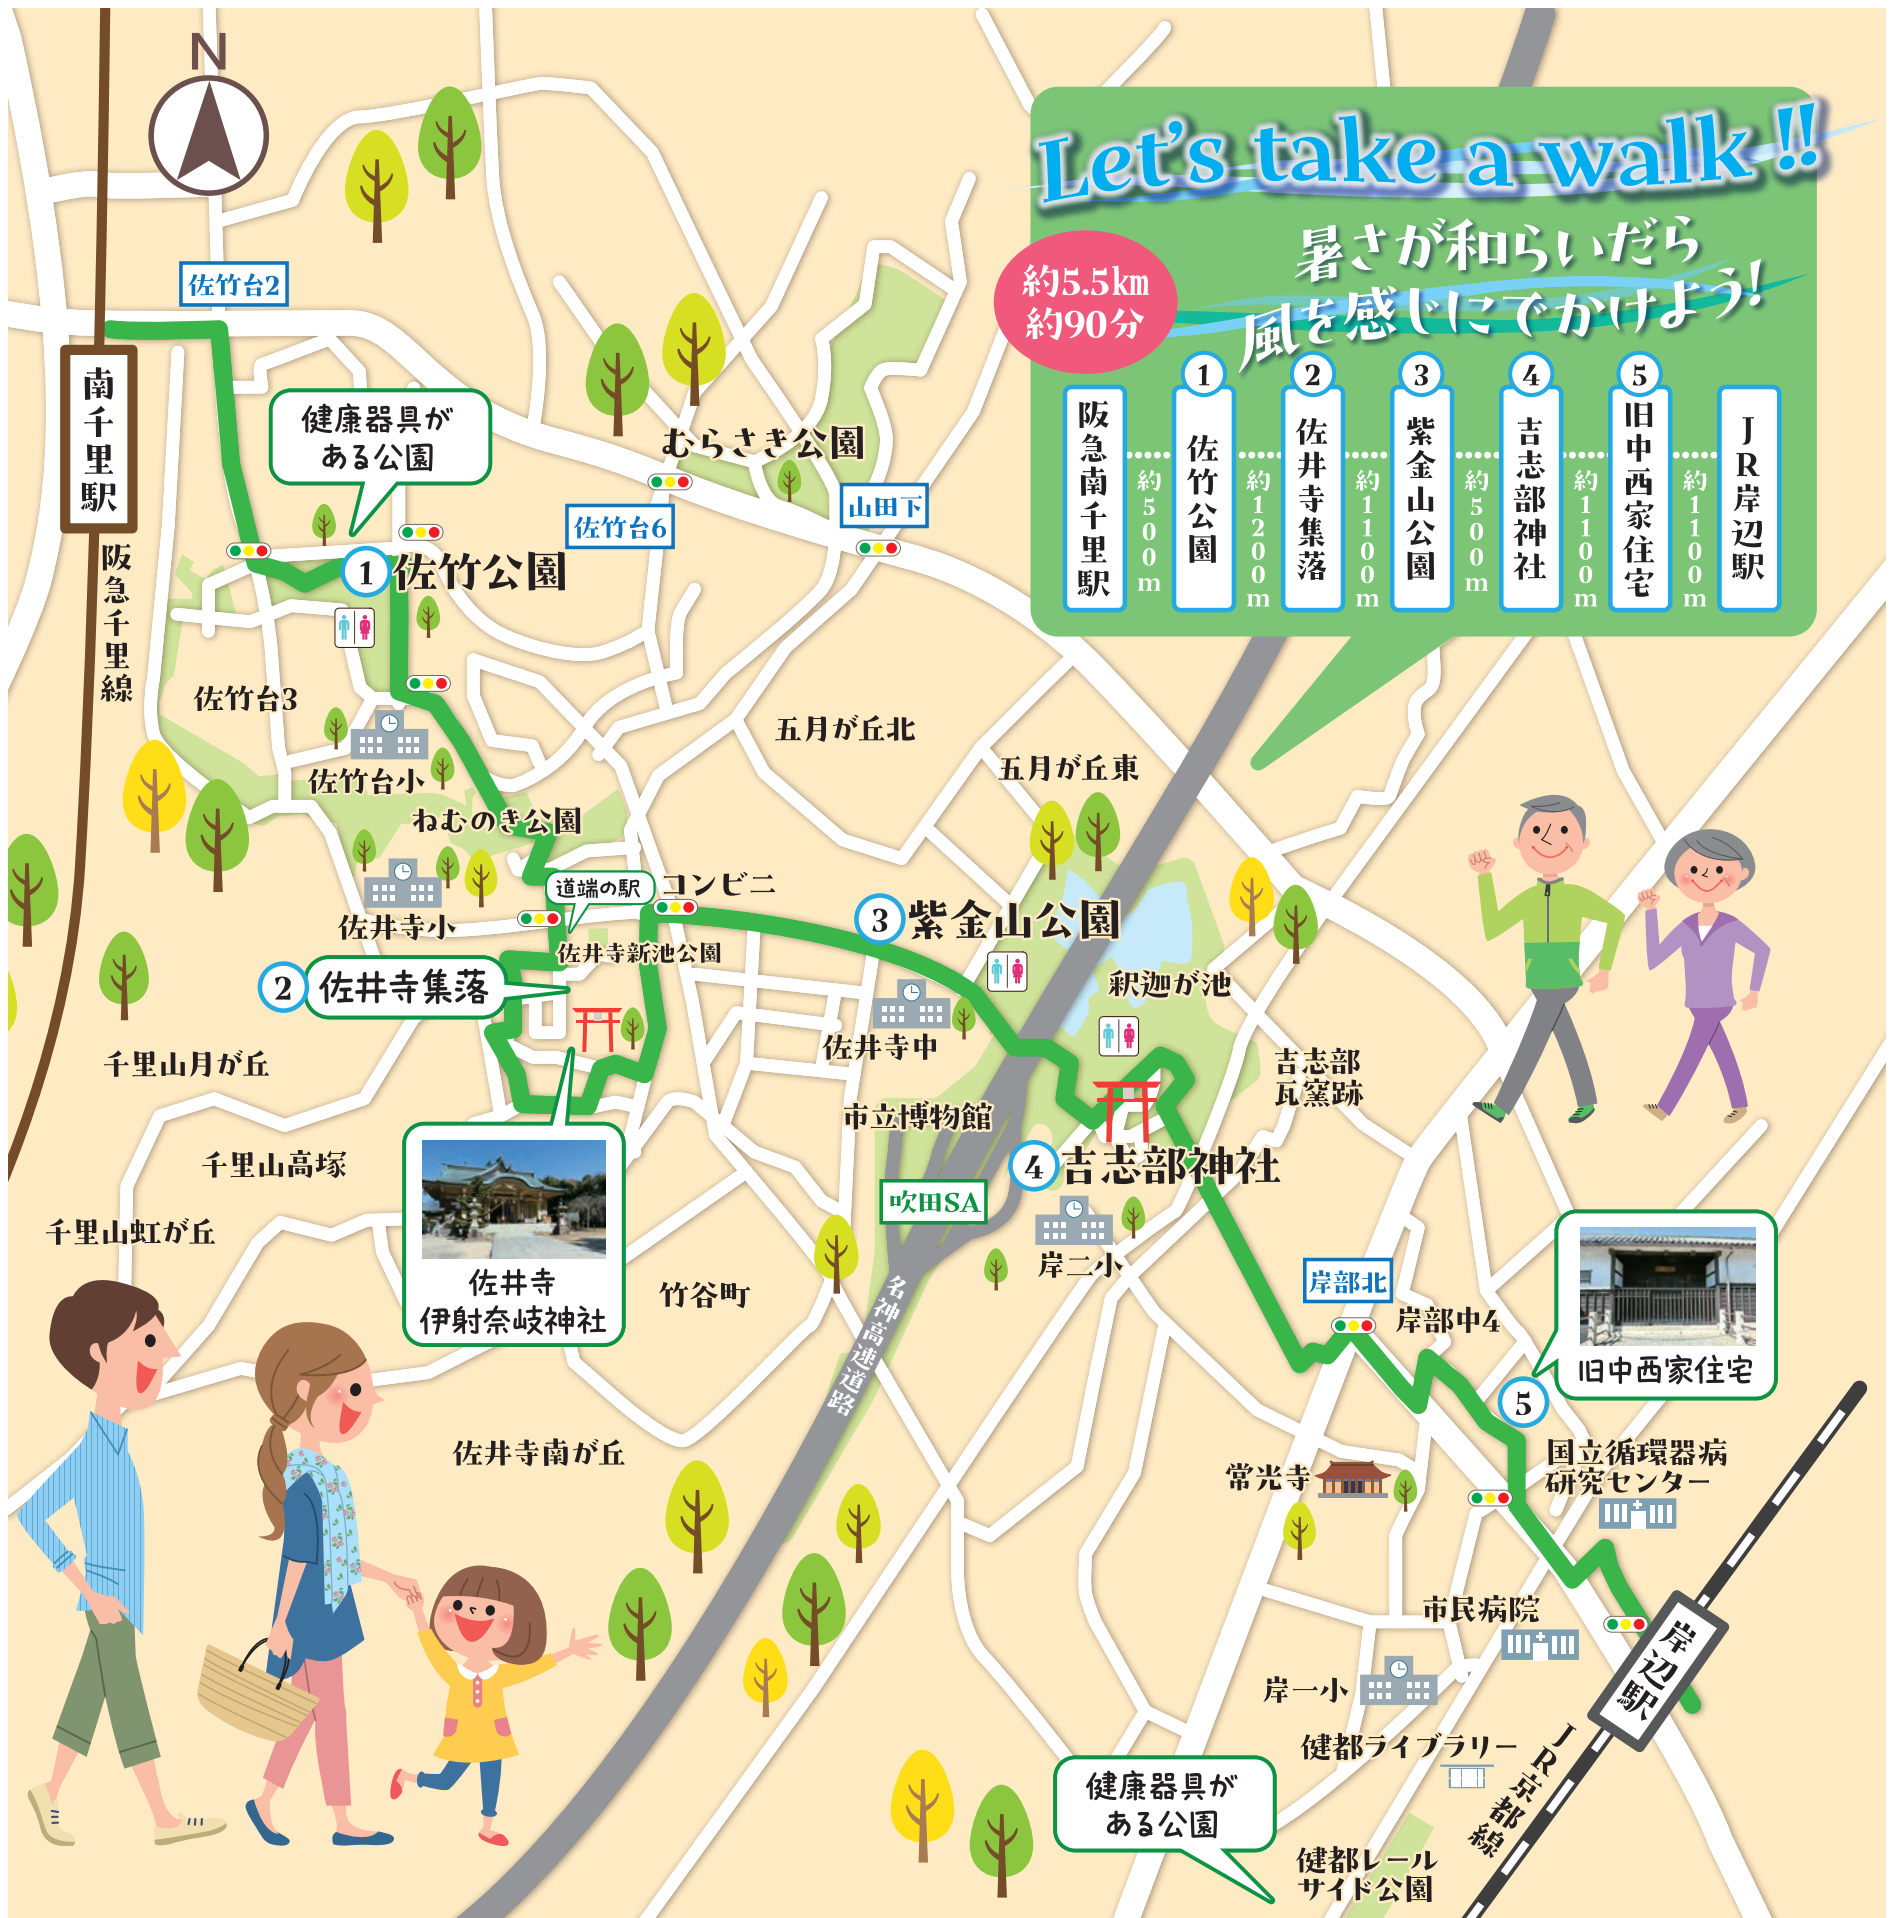 N
Let's take a walk!!
暑さが和らいだら
風を感じにでかけよう!
約5.5km
約90分
阪急南千里駅
約500m
1
佐竹公園
約1200m
2
佐井寺集落
約1100m
3
紫金山公園
約500m
4
吉志部神社
約1100m
5
旧中西家住宅
約1100m
JR岸辺駅
佐竹台2
南千里駅
阪急千里線
健康器具が
ある公園
むらさき公園
山田下
佐竹台6
1 佐竹公園
佐竹台3
佐竹台小
ねむのき公園
五月が丘北
五月が丘東
道端の駅
コンビニ
佐井寺小
佐井寺新池公園
2 佐井寺集落
3 紫金山公園
釈迦が池
佐井寺中
千里山月が丘
吉志部
瓦窯跡
市立博物館
4 吉志部神社
千里山高塚
吹田SA
千里山虹が丘
佐井寺
伊射奈岐神社
竹谷町
岸二小
名神高速道路
岸部北
岸部中4
旧中西家住宅
5
佐井寺南が丘
国立循環器病
研究センター
常光寺
市民病院
岸辺駅
岸一小
健都ライブラリー
JR京都線
健康器具が
ある公園
健都レール
サイド公園